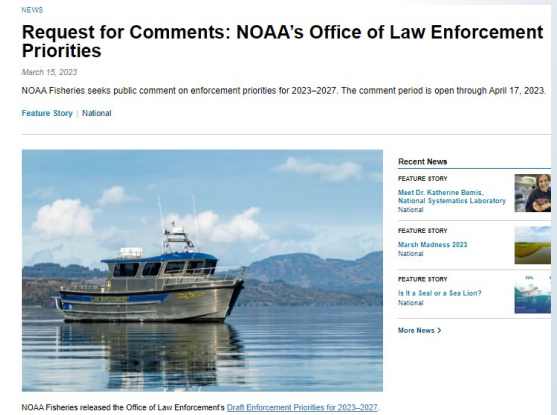 NEWS
Request for Comments: NOAA's Office of Law Enforcement
Priorities
March 15, 2023
NOAA Fisheries seeks public comment on enforcement priorities for 2023–2027. The comment period is open through April 17, 2023.
Feature Story | National
Recent News
FEATURE STORY
Meet Dr. Katherine Bemis,
National Systematics Laboratory
National
FEATURE STORY
Marsh Madness 2023
National
FEATURE STORY
Is It a Seal or a Sea Lion?
National
More News >
NOAA Fisheries released the Office of Law Enforcement's Draft Enforcement Priorities for 2023–2027.